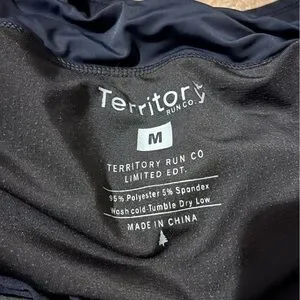 Territory
RUN CO.
M
TERRITORY RUN CO
LIMITED EDT.
95% Polyester 5% Spandex
Wash cold-Tumble Dry Low
MADE IN CHINA